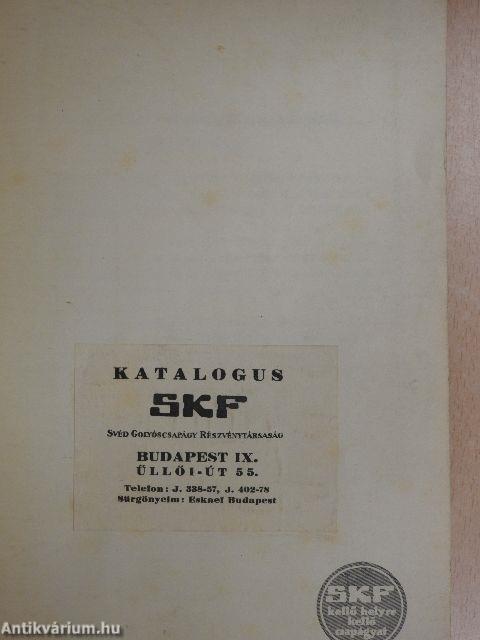 KATALOGUS
SKF
SVÉD GOLYÓSCSAPÁGY RÉSZVÉNYTÁRSASÁG
BUDAPEST IX.
ÜLLŐI-ÚT 55.
Telefon: J. 338-57, J. 402-78
Sürgönyeim: Eskaef Budapest
SKF
kellő helyre
kellő
csapágyat
Antikvárium.hu